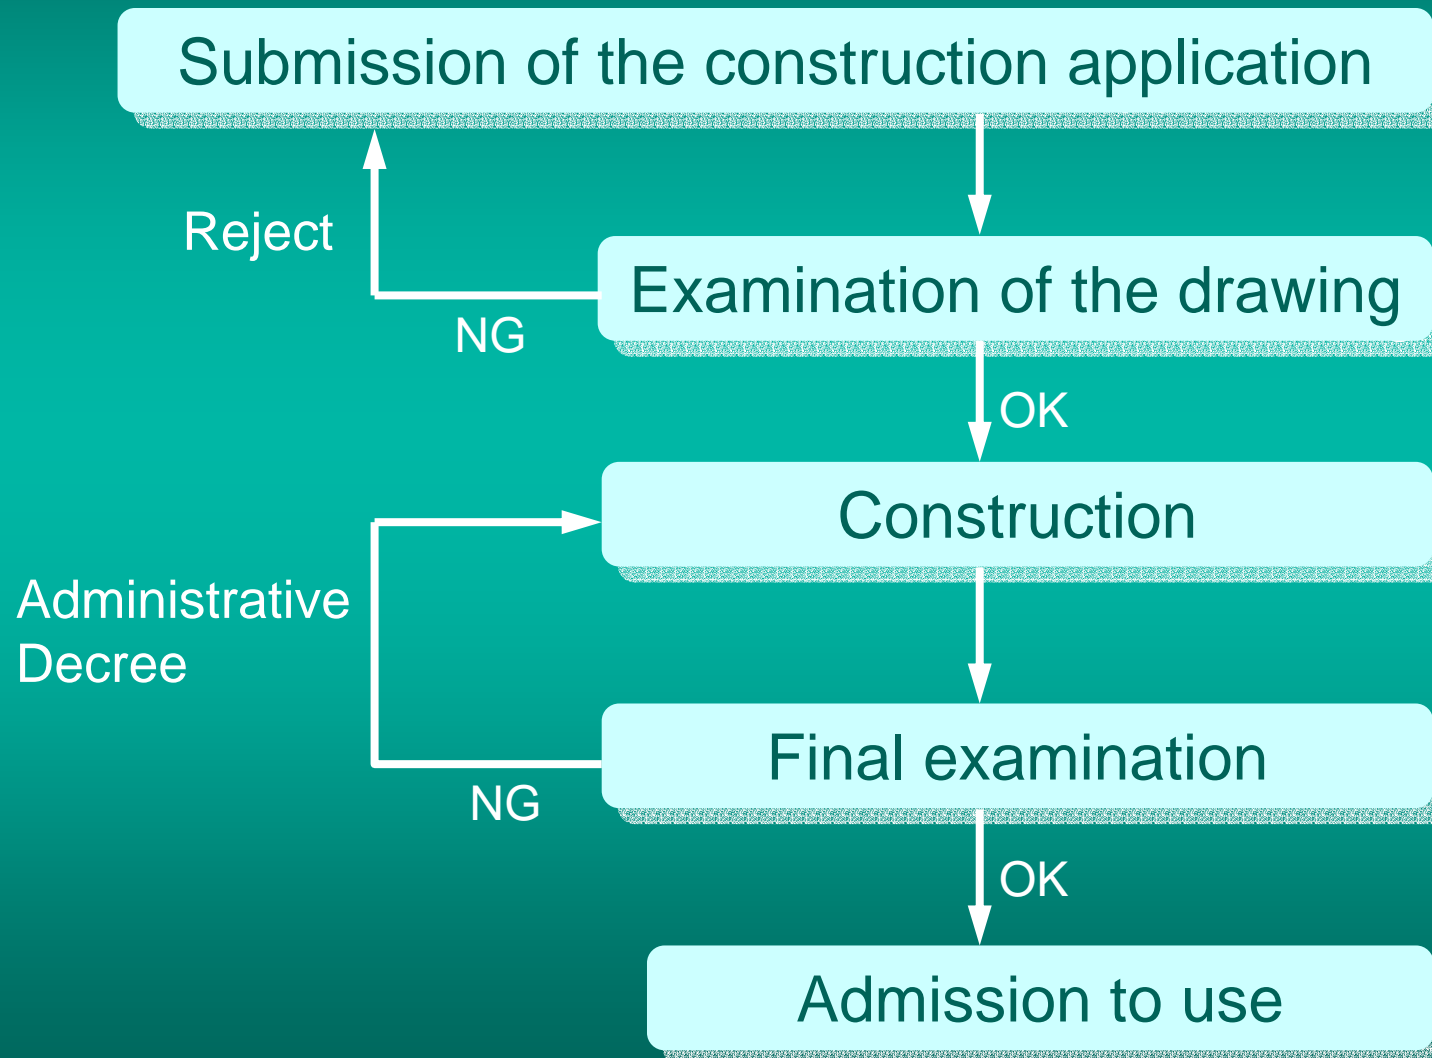 Submission of the construction application
Reject
Examination of the drawing
NG
OK
Construction
Administrative
Decree
Final examination
NG
OK
Admission to use